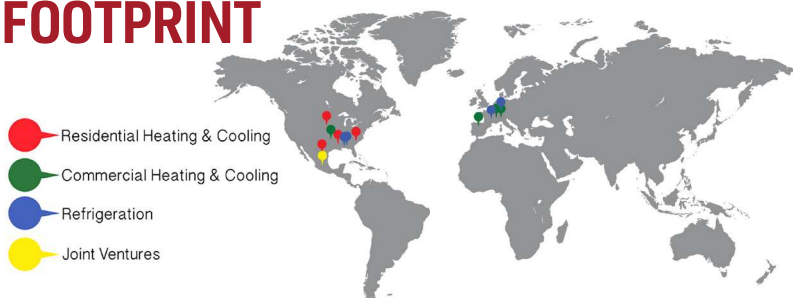 FOOTPRINT
Residential Heating & Cooling
Commercial Heating & Cooling
Refrigeration
Joint Ventures